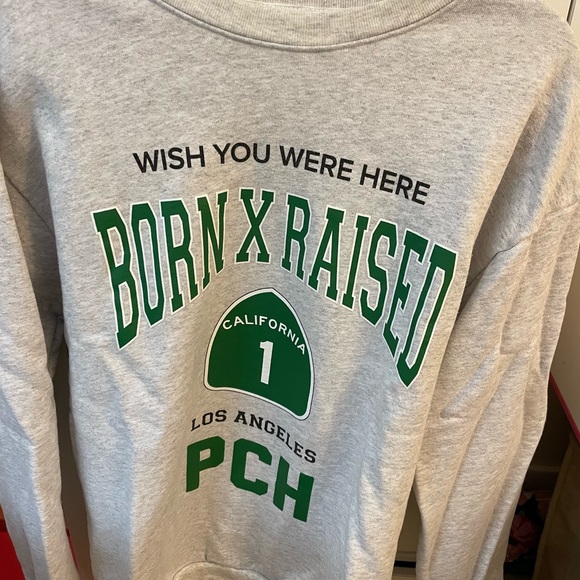 WISH YOU WERE HERE
BORN X RAISED
CALIFORNIA
1
LOS ANGELES
PCH